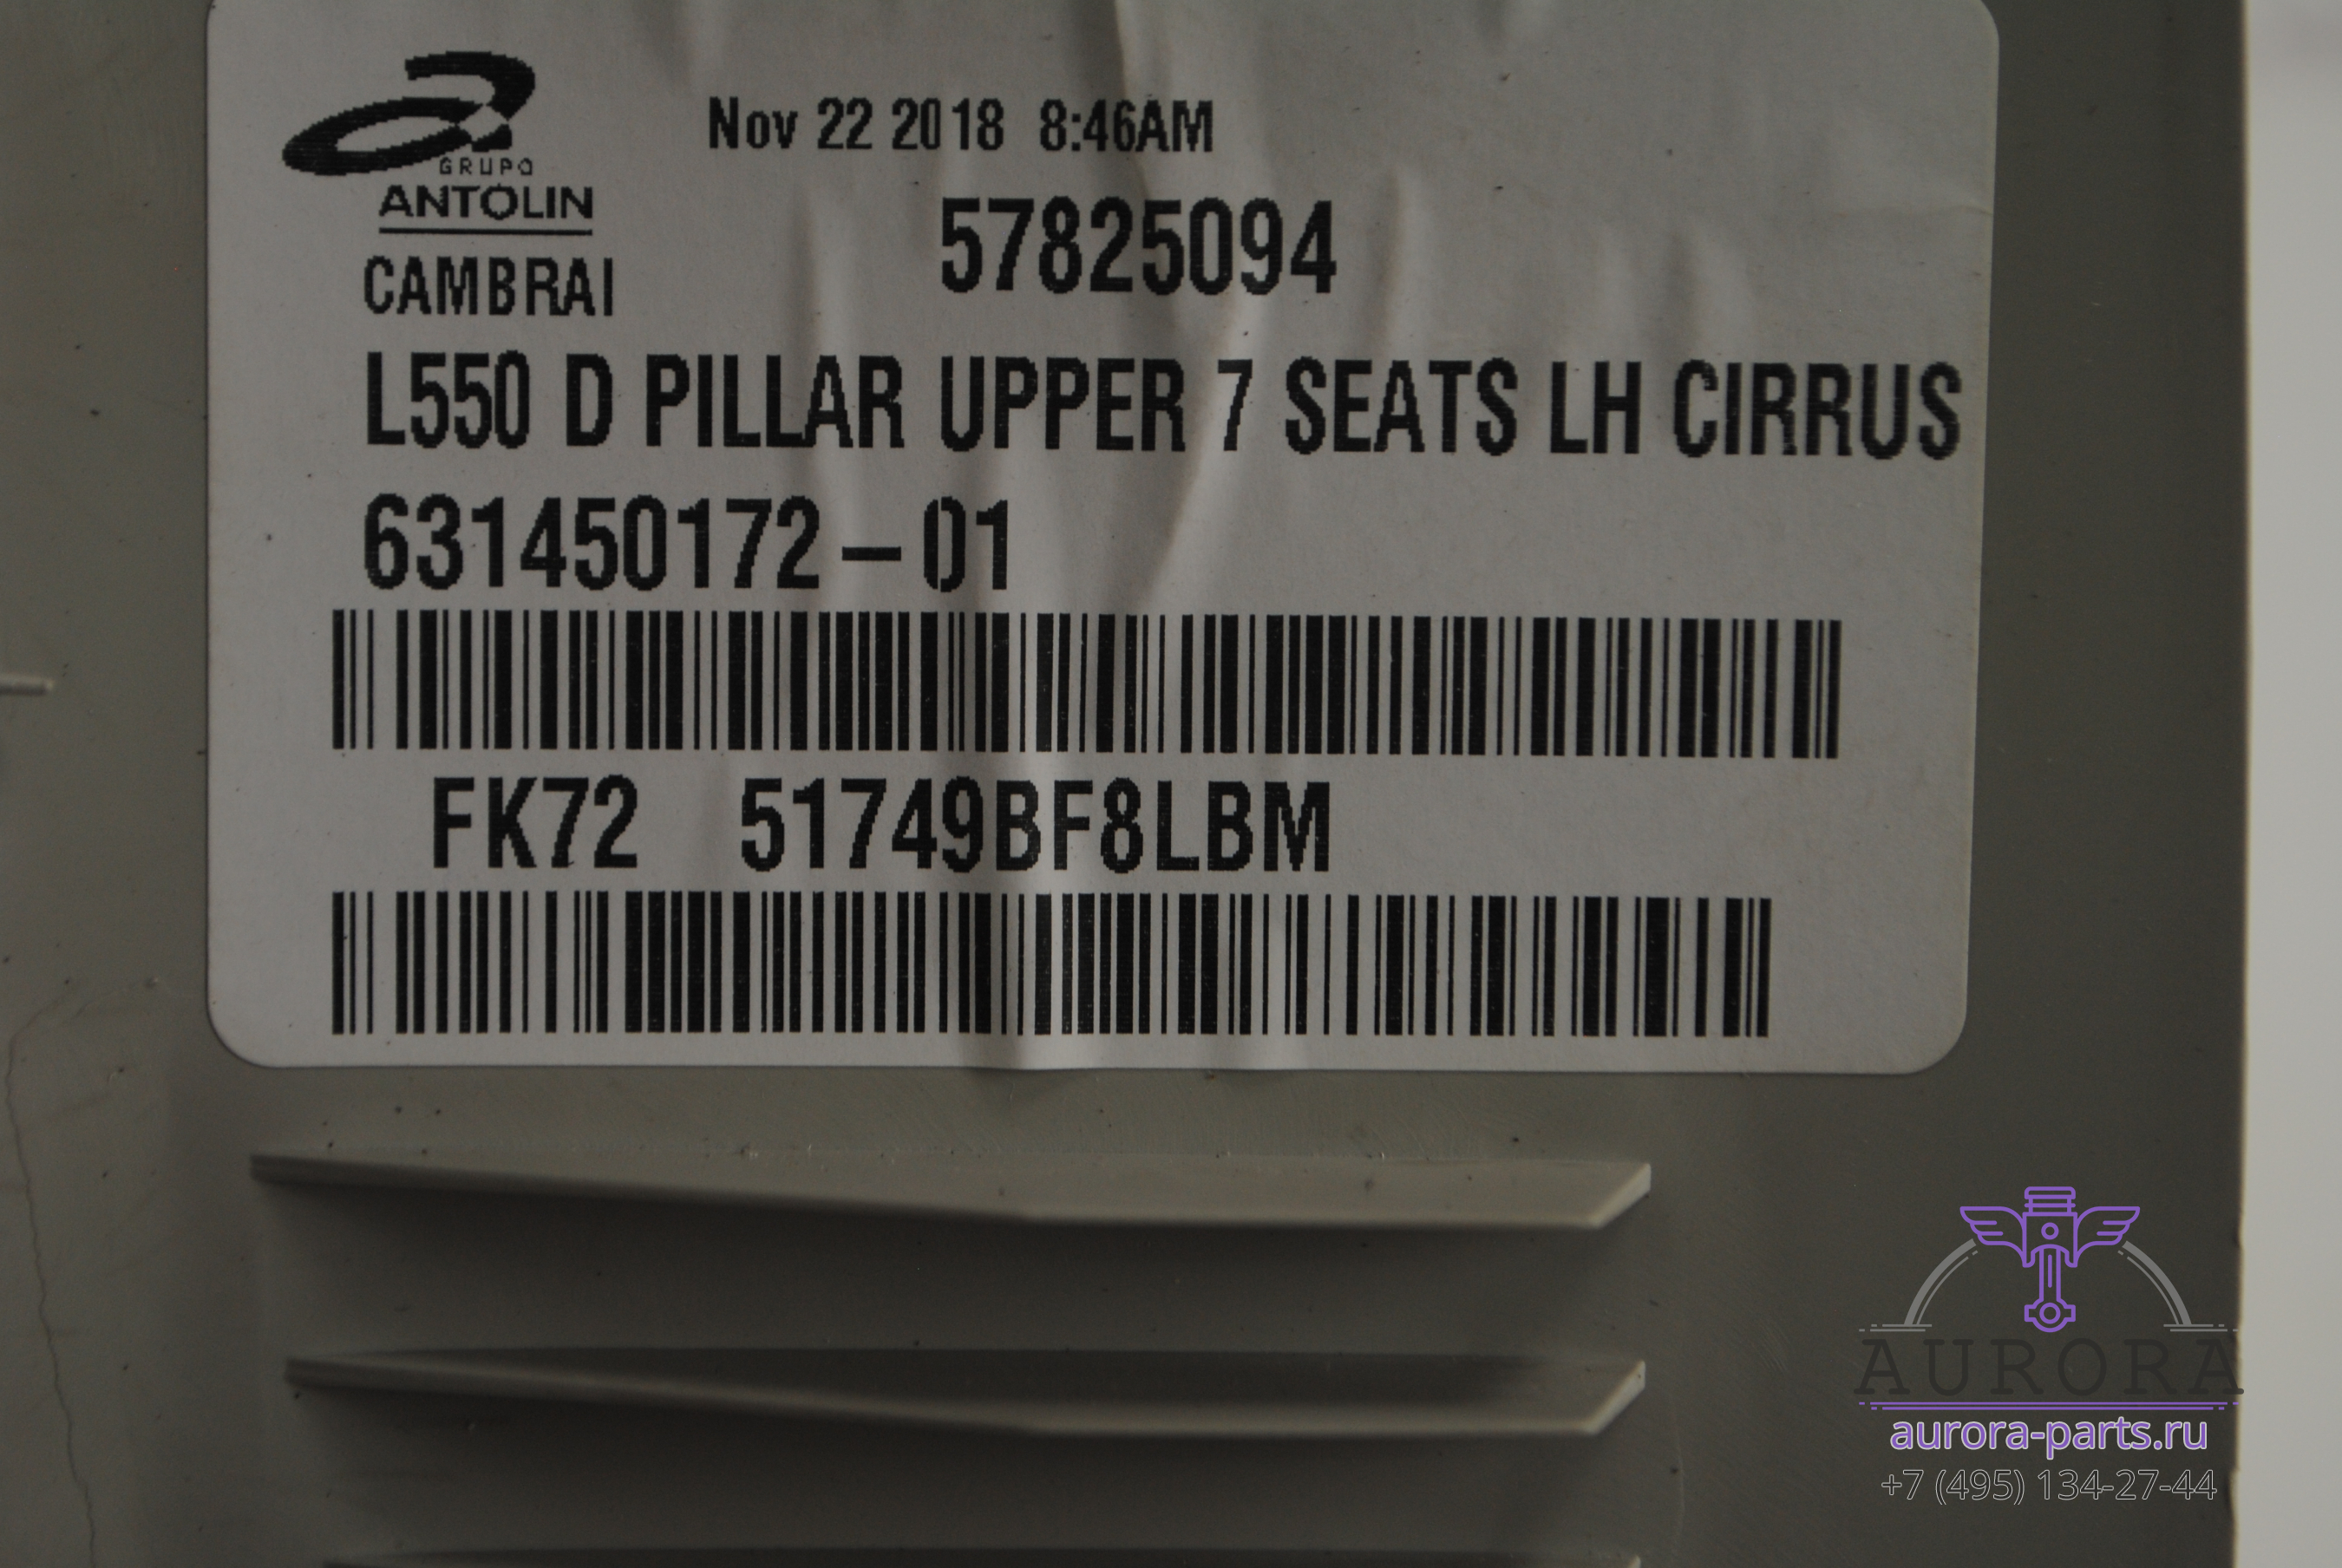 GRUPO
ANTOLIN
CAMBRAI
Nov 22 2018 8:46AM
57825094
L550 D PILLAR UPPER 7 SEATS LH CIRRUS
631450172-01
FK72 51749BF8LBM
AURORA
aurora-parts.ru
+7 (495) 134-27-44